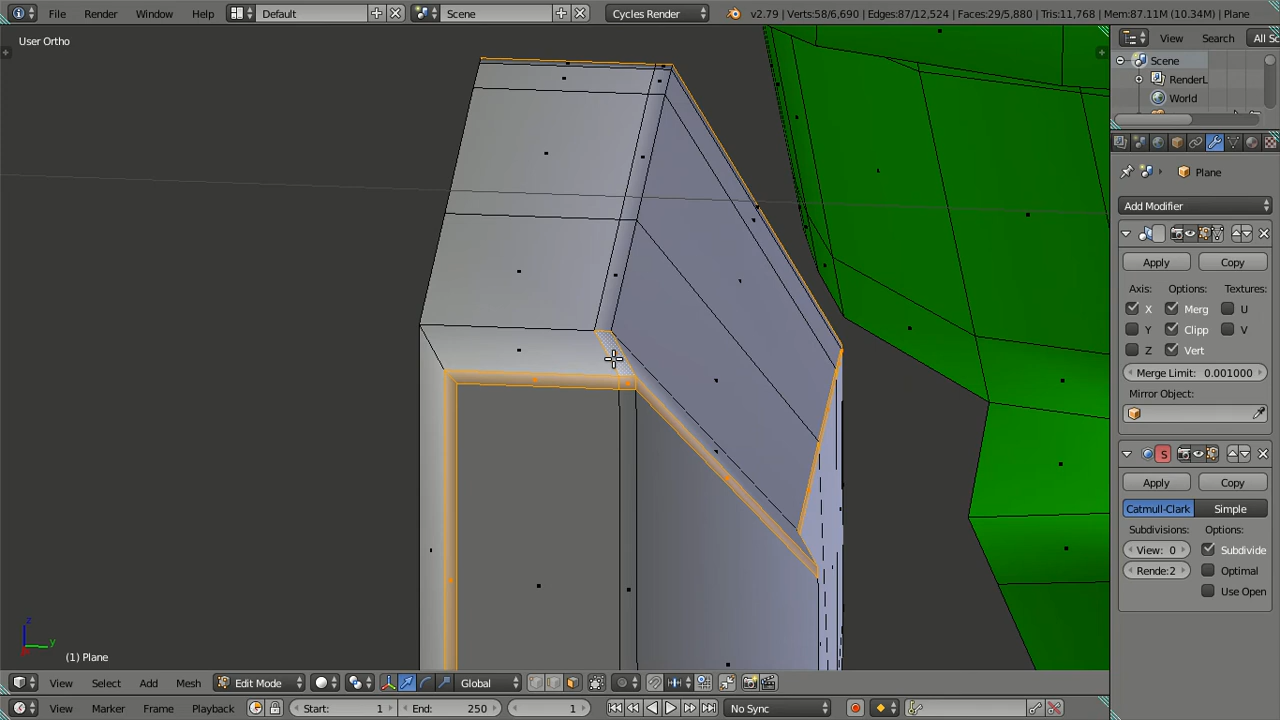 File Render Window Help Default Scene Cycles Render v2.79 | Verts:58/6,690 | Edges:87/12,524 | Faces:29/5,880 | Tris:11,768 | Mem:87.11M (10.34M) | Plane
User Ortho
View Search All Sc
Scene
RenderL
World
Plane
Add Modifier
Apply Copy
Axis: Options: Textures:
X Merg U
Y Clipp V
Z Vert
Merge Limit: 0.001000
Mirror Object:
S
Apply Copy
Catmull-Clark Simple
Subdivisions: Options:
View: 0 Subdivide
Rende:2 Optimal
Use Open
z
y
(1) Plane
View Select Add Mesh Edit Mode Global
View Marker Frame Playback Start: 1 End: 250 1 No Sync